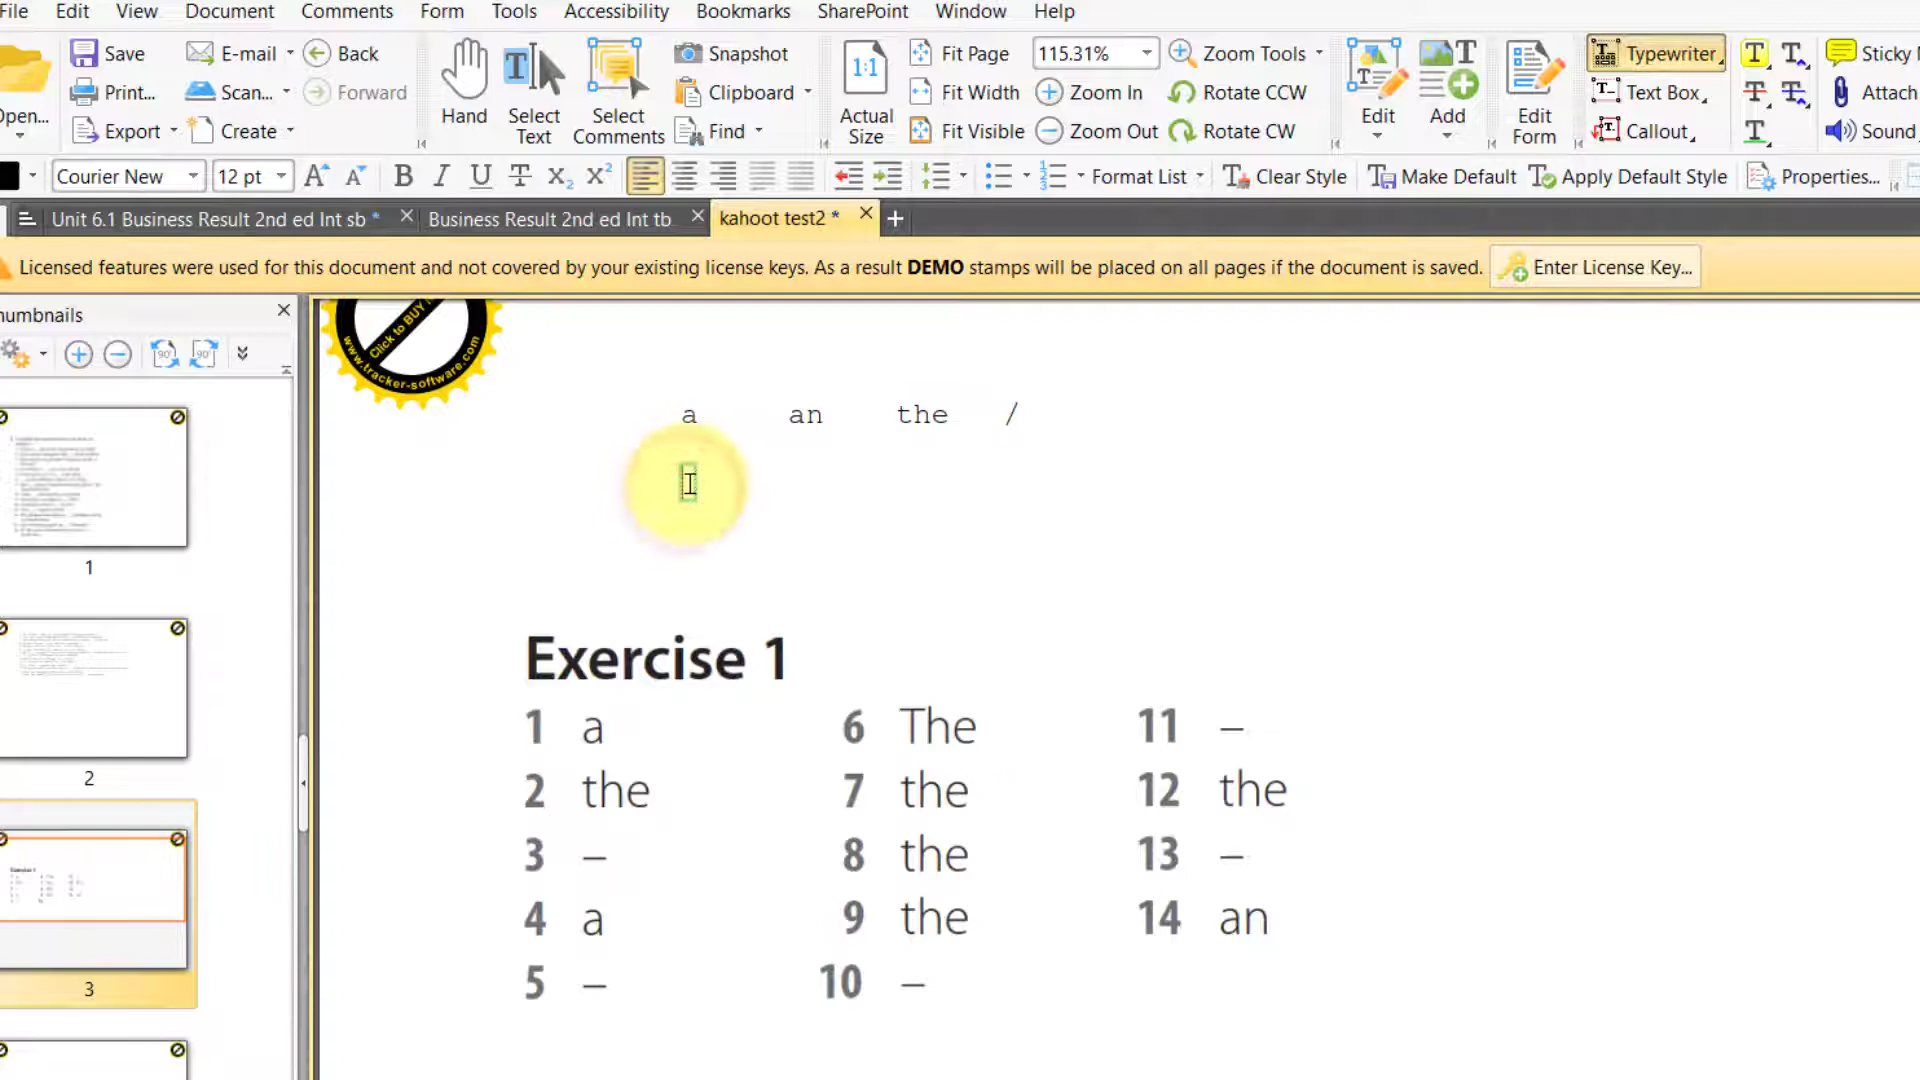 File Edit View Document Comments Form Tools Accessibility Bookmarks SharePoint Window Help
Open...
Save E-mail Back
Print... Scan... Forward
Export Create
Hand
Select Text
Select Comments
Snapshot
Clipboard
Find
Actual Size
Fit Page 115.31% Zoom Tools
Fit Width Zoom In Rotate CCW
Fit Visible Zoom Out Rotate CW
Edit
Add
Edit Form
Typewriter
Text Box
Callout
Sticky
Attach
Sound
Courier New 12 pt Format List Clear Style Make Default Apply Default Style Properties...
Unit 6.1 Business Result 2nd ed Int sb * Business Result 2nd ed Int tb kahoot test2 *
Licensed features were used for this document and not covered by your existing license keys. As a result DEMO stamps will be placed on all pages if the document is saved. Enter License Key...
humbnails
Click to BUY
www.tracker-software.com
a an the /
Exercise 1
1 a 6 The 11 –
2 the 7 the 12 the
3 – 8 the 13 –
4 a 9 the 14 an
5 – 10 –
1
2
3